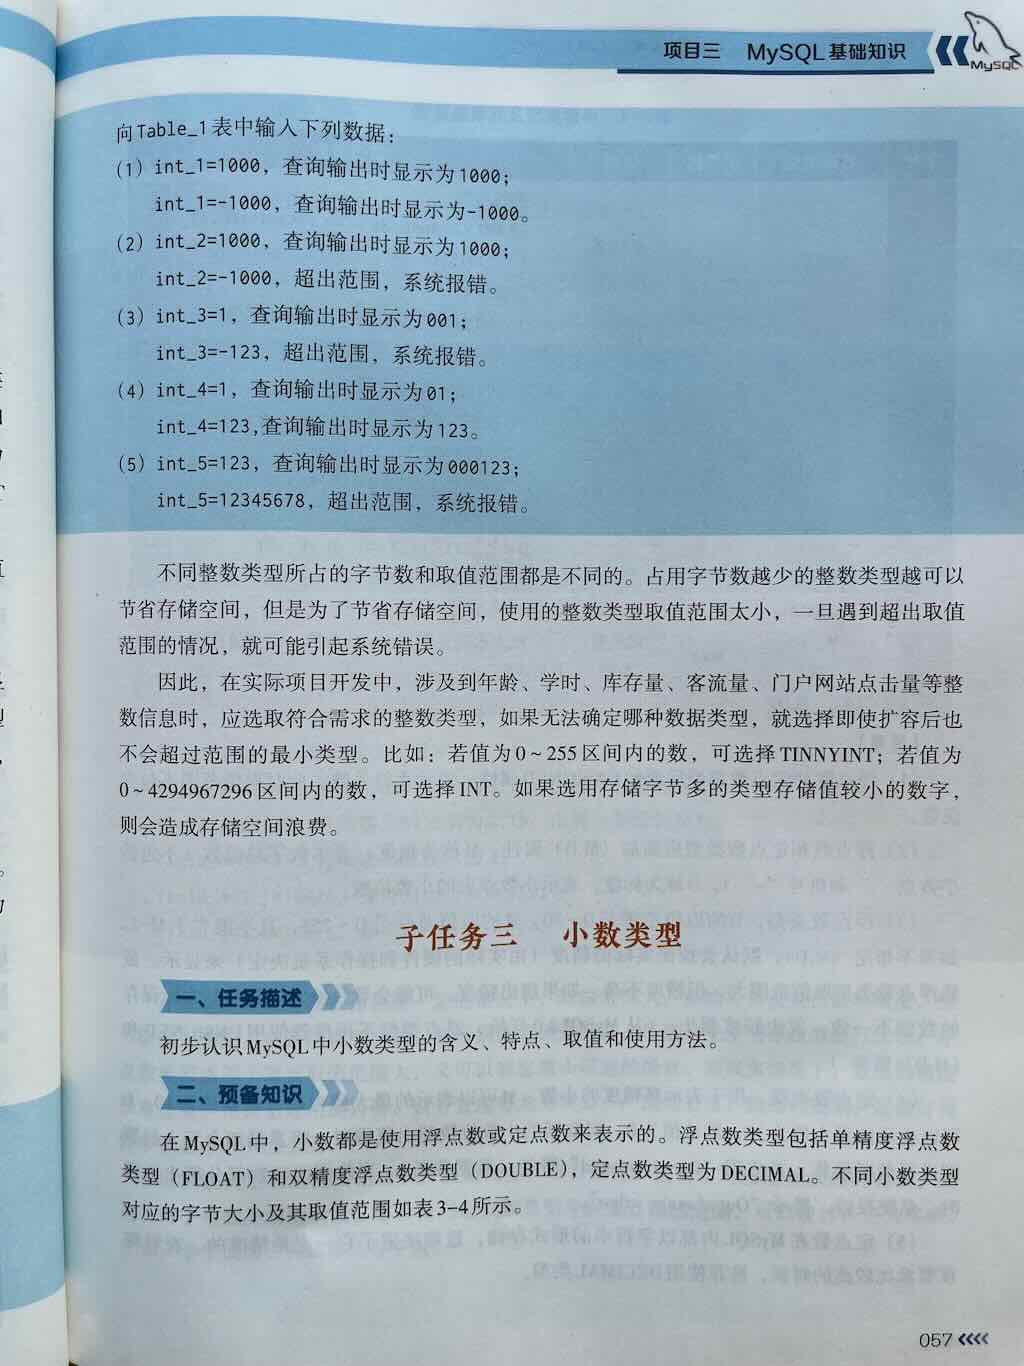 项目三 MySQL基础知识
MySQL
向Table_1表中输入下列数据：
(1) int_1=1000，查询输出时显示为1000；
int_1=-1000，查询输出时显示为-1000。
(2) int_2=1000，查询输出时显示为1000；
int_2=-1000，超出范围，系统报错。
(3) int_3=1，查询输出时显示为001；
int_3=-123，超出范围，系统报错。
(4) int_4=1，查询输出时显示为01；
int_4=123,查询输出时显示为123。
(5) int_5=123，查询输出时显示为000123；
int_5=12345678，超出范围，系统报错。
不同整数类型所占的字节数和取值范围都是不同的。占用字节数越少的整数类型越可以
节省存储空间，但是为了节省存储空间，使用的整数类型取值范围太小，一旦遇到超出取值
范围的情况，就可能引起系统错误。
因此，在实际项目开发中，涉及到年龄、学时、库存量、客流量、门户网站点击量等整
数信息时，应选取符合需求的整数类型，如果无法确定哪种数据类型，就选择即使扩容后也
不会超过范围的最小类型。比如：若值为0~255区间内的数，可选择TINNYINT；若值为
0~4294967296区间内的数，可选择INT。如果选用存储字节多的类型存储值较小的数字，
则会造成存储空间浪费。
子任务三 小数类型
一、任务描述
初步认识MySQL中小数类型的含义、特点、取值和使用方法。
二、预备知识
在MySQL中，小数都是使用浮点数或定点数来表示的。浮点数类型包括单精度浮点数
类型（FLOAT）和双精度浮点数类型（DOUBLE），定点数类型为DECIMAL。不同小数类型
对应的字节大小及其取值范围如表3-4所示。
057